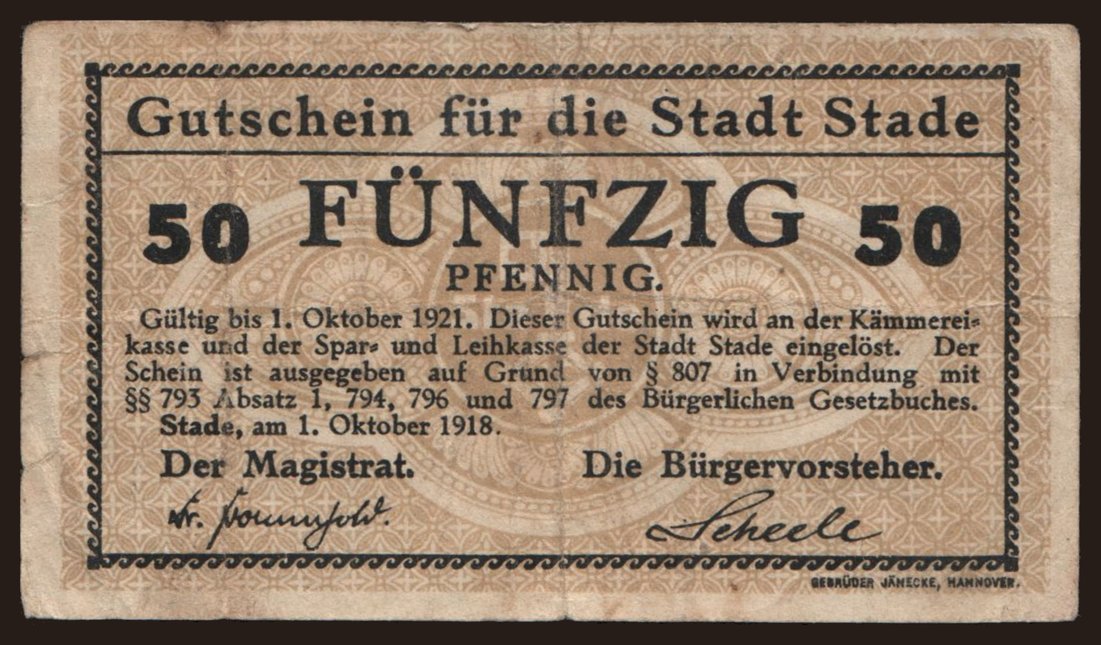 Gutschein für die Stadt Stade
50 FÜNFZIG 50
PFENNIG.
Gültig bis 1. Oktober 1921. Dieser Gutschein wird an der Kämmerei=
kasse und der Spar= und Leihkasse der Stadt Stade eingelöst. Der
Schein ist ausgegeben auf Grund von § 807 in Verbindung mit
§§ 793 Absatz 1, 794, 796 und 797 des Bürgerlichen Gesetzbuches.
Stade, am 1. Oktober 1918.
Der Magistrat. Die Bürgervorsteher.
Scheele
GEBRÜDER JÄNECKE, HANNOVER.